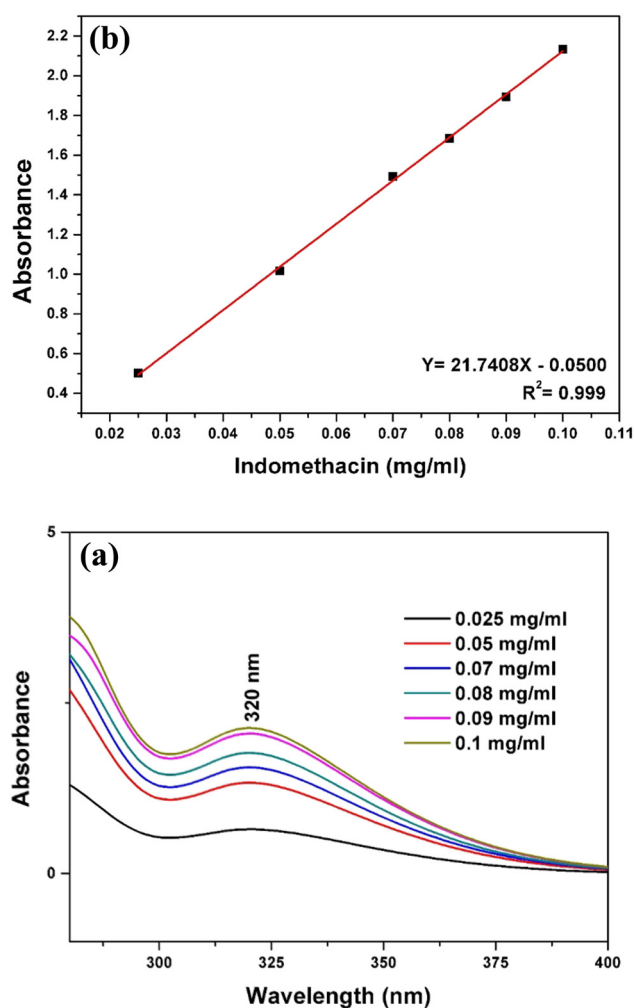 (b)
Absorbance
2.2
2.0
1.8
1.6
1.4
1.2
1.0
0.8
0.6
0.4
Y= 21.7408X - 0.0500
R²= 0.999
0.02 0.03 0.04 0.05 0.06 0.07 0.08 0.09 0.10 0.11
Indomethacin (mg/ml)
(a)
Absorbance
5
0
320 nm
0.025 mg/ml
0.05 mg/ml
0.07 mg/ml
0.08 mg/ml
0.09 mg/ml
0.1 mg/ml
300 325 350 375 400
Wavelength (nm)